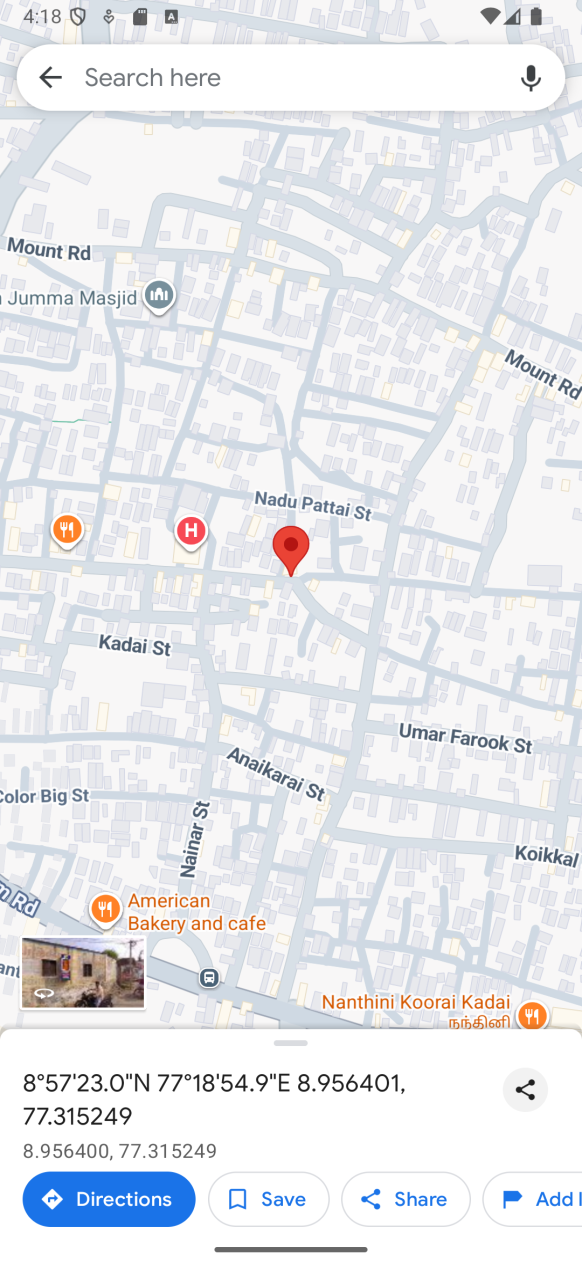 4:18
Search here
Mount Rd
Jumma Masjid
Mount Rd
Nadu Pattai St
H
Kadai St
Umar Farook St
Anaikarai St
Color Big St
Nainar St
Koikkal
Rd
American
Bakery and cafe
Nanthini Koorai Kadai
நந்தினி
8°57'23.0"N 77°18'54.9"E 8.956401,
77.315249
8.956400, 77.315249
Directions
Save
Share
Add